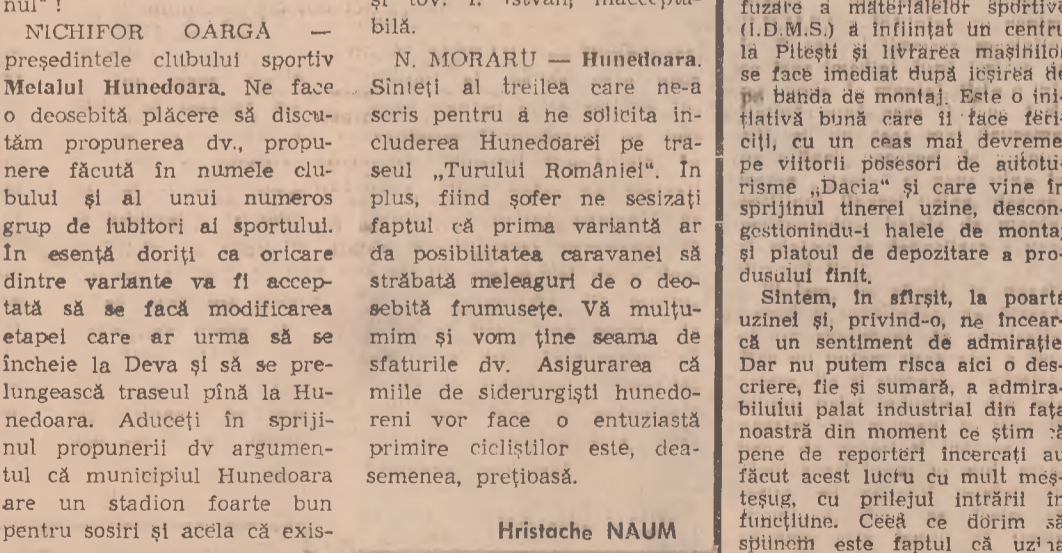 nul" !
NICHIFOR OARGĂ —
președintele clubului sportiv
Metalul Hunedoara. Ne face
o deosebită plăcere să discu-
tăm propunerea dv., propu-
nere făcută în numele clu-
bului și al unui numeros
grup de iubitori ai sportului.
În esență doriți ca oricare
dintre variante va fi accep-
tată să se facă modificarea
etapei care ar urma să se
încheie la Deva și să se pre-
lungească traseul pînă la Hu-
nedoara. Aduceți în spriji-
nul propunerii dv argumen-
tul că municipiul Hunedoara
are un stadion foarte bun
pentru sosiri și acela că exis-
și tov. I. Istvan, inaccepta-
bilă.
N. MORARU — Hunedoara.
Sînteți al treilea care ne-a
scris pentru a ne solicita in-
cluderea Hunedoarei pe tra-
seul „Turului României“. În
plus, fiind șofer ne sesizați
faptul că prima variantă ar
da posibilitatea caravanei să
străbată meleaguri de o deo-
sebită frumusețe. Vă mulțu-
mim și vom ține seama de
sfaturile dv. Asigurarea că
miile de siderurgiști hunedo-
reni vor face o entuziastă
primire cicliștilor este, dea-
semenea, prețioasă.
Hristache NAUM
fuzare a materialelor sportive
(I.D.M.S.) a înființat un centru
la Pitești și livrarea mașinilor
se face imediat după ieșirea de
pe banda de montaj. Este o ini-
țiativă bună care îi face feri-
ciți, cu un ceas mai devreme
pe viitorii posesori de autotu-
risme „Dacia“ și care vine în
sprijinul tinerei uzine, descon-
gestionindu-i halele de montaj
și platoul de depozitare a pro-
dusului finit.
Sîntem, în sfîrșit, la poarta
uzinei și, privind-o, ne încear-
că un sentiment de admirație
Dar nu putem risca aici o des-
criere, fie și sumară, a admira-
bilului palat industrial din fața
noastră din moment ce știm că
pene de reporteri încercați au
făcut acest lucru cu mult meș-
teșug, cu prilejul intrării în
funcțiune. Ceea ce dorim să
spunem este faptul că uzina